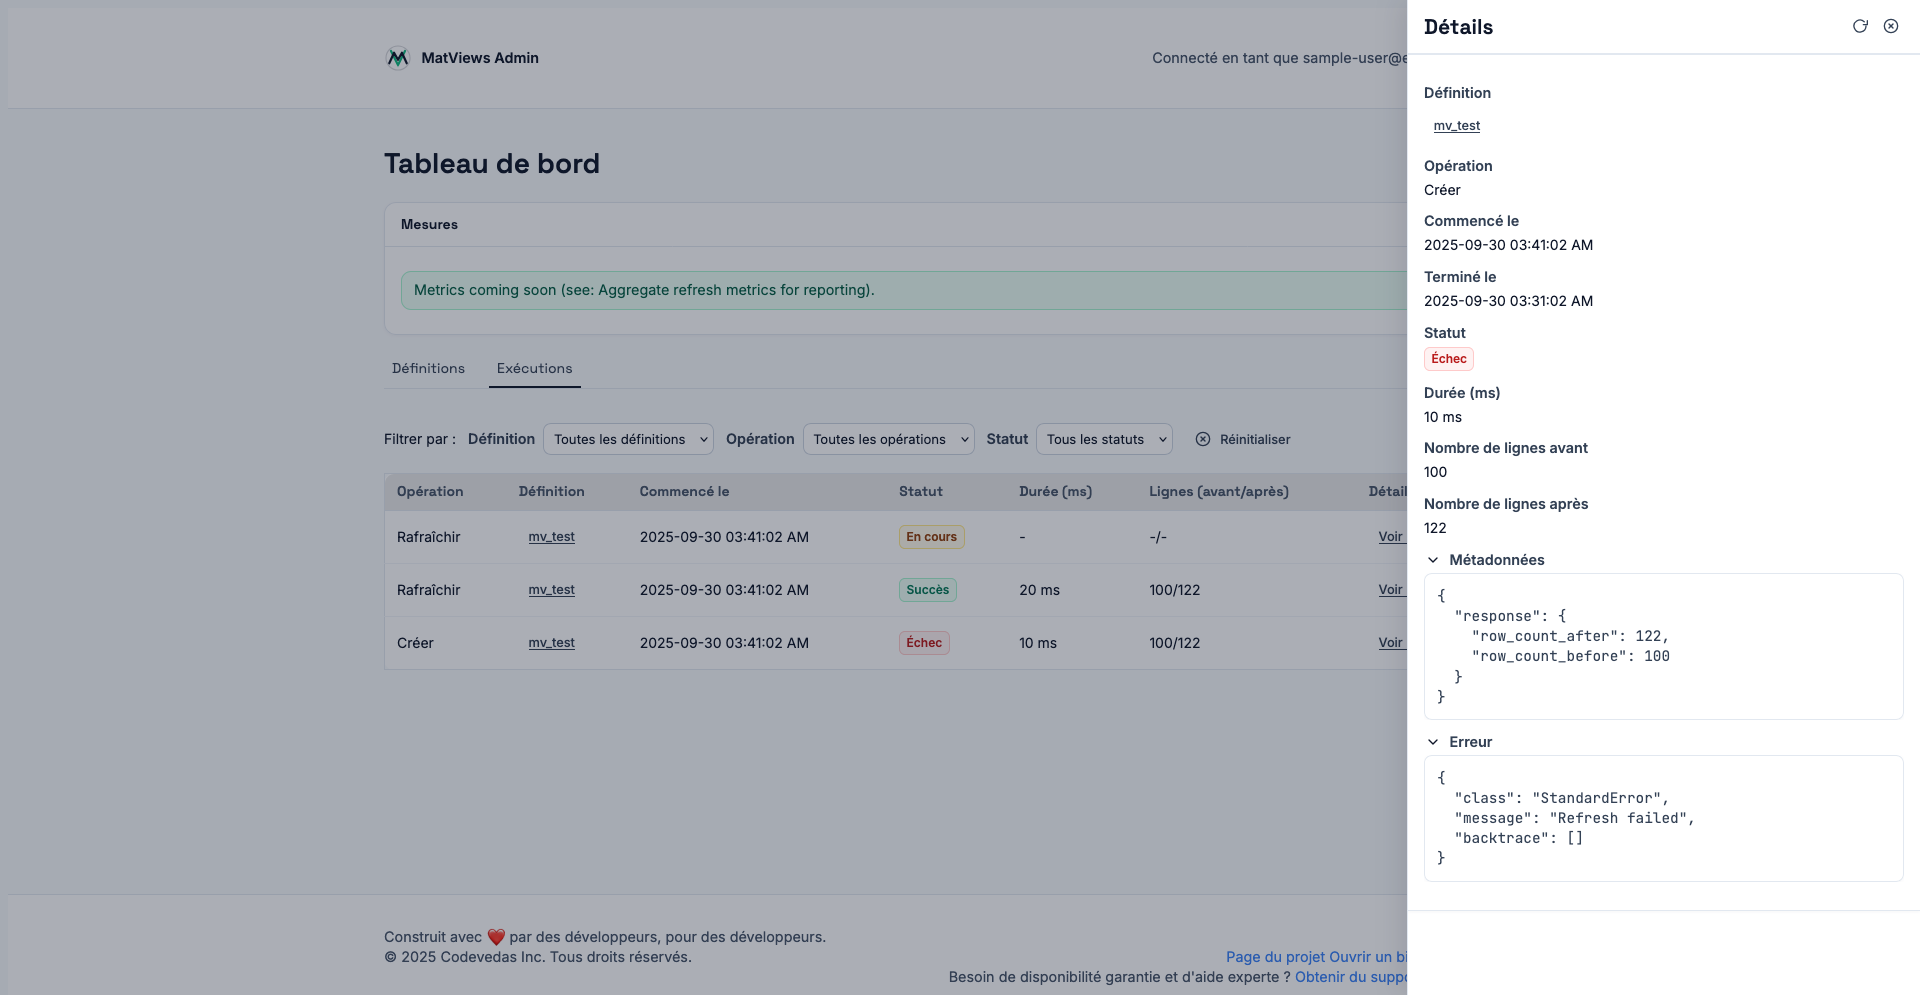 MatViews Admin
Connecté en tant que sample-user@
Tableau de bord
Mesures
Metrics coming soon (see: Aggregate refresh metrics for reporting).
Définitions Exécutions
Filtrer par : Définition Toutes les définitions Opération Toutes les opérations Statut Tous les statuts Réinitialiser
Opération Définition Commencé le Statut Durée (ms) Lignes (avant/après) Détail
Rafraîchir mv_test 2025-09-30 03:41:02 AM En cours - -/- Voir
Rafraîchir mv_test 2025-09-30 03:41:02 AM Succès 20 ms 100/122 Voir
Créer mv_test 2025-09-30 03:41:02 AM Échec 10 ms 100/122 Voir
Construit avec ❤️ par des développeurs, pour des développeurs.
© 2025 Codevedas Inc. Tous droits réservés.
Page du projet Ouvrir un
Besoin de disponibilité garantie et d'aide experte ? Obtenir du
Détails
Définition
mv_test
Opération
Créer
Commencé le
2025-09-30 03:41:02 AM
Terminé le
2025-09-30 03:31:02 AM
Statut
Échec
Durée (ms)
10 ms
Nombre de lignes avant
100
Nombre de lignes après
122
Métadonnées
{
  "response": {
    "row_count_after": 122,
    "row_count_before": 100
  }
}
Erreur
{
  "class": "StandardError",
  "message": "Refresh failed",
  "backtrace": []
}